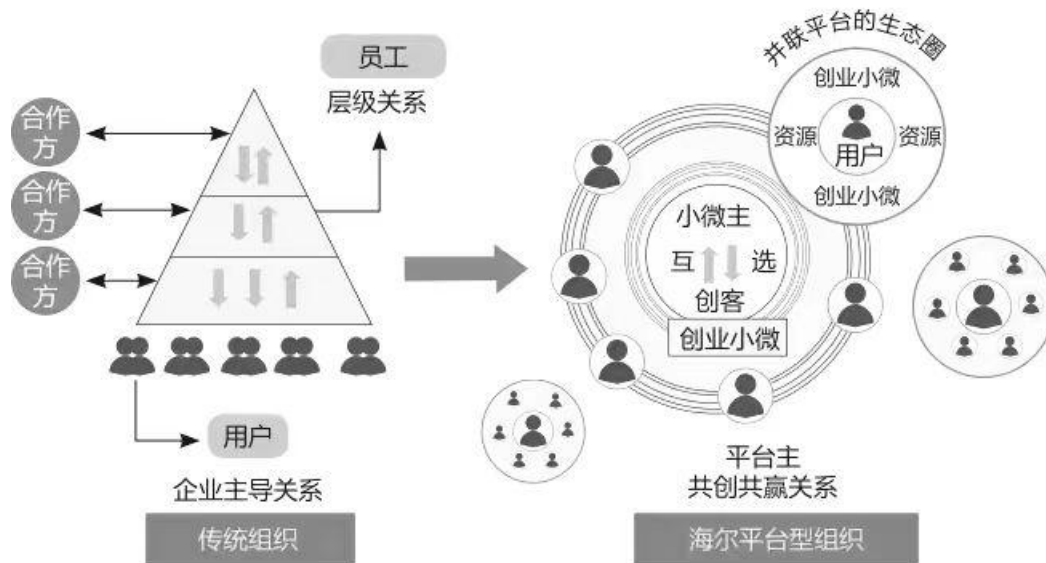 员工
层级关系
合作
方
合作
方
合作
方
用户
企业主导关系
传统组织
并联平台的生态圈
创业小微
资源
用户
资源
创业小微
小微主
互
选
创客
创业小微
平台主
共创共赢关系
海尔平台型组织